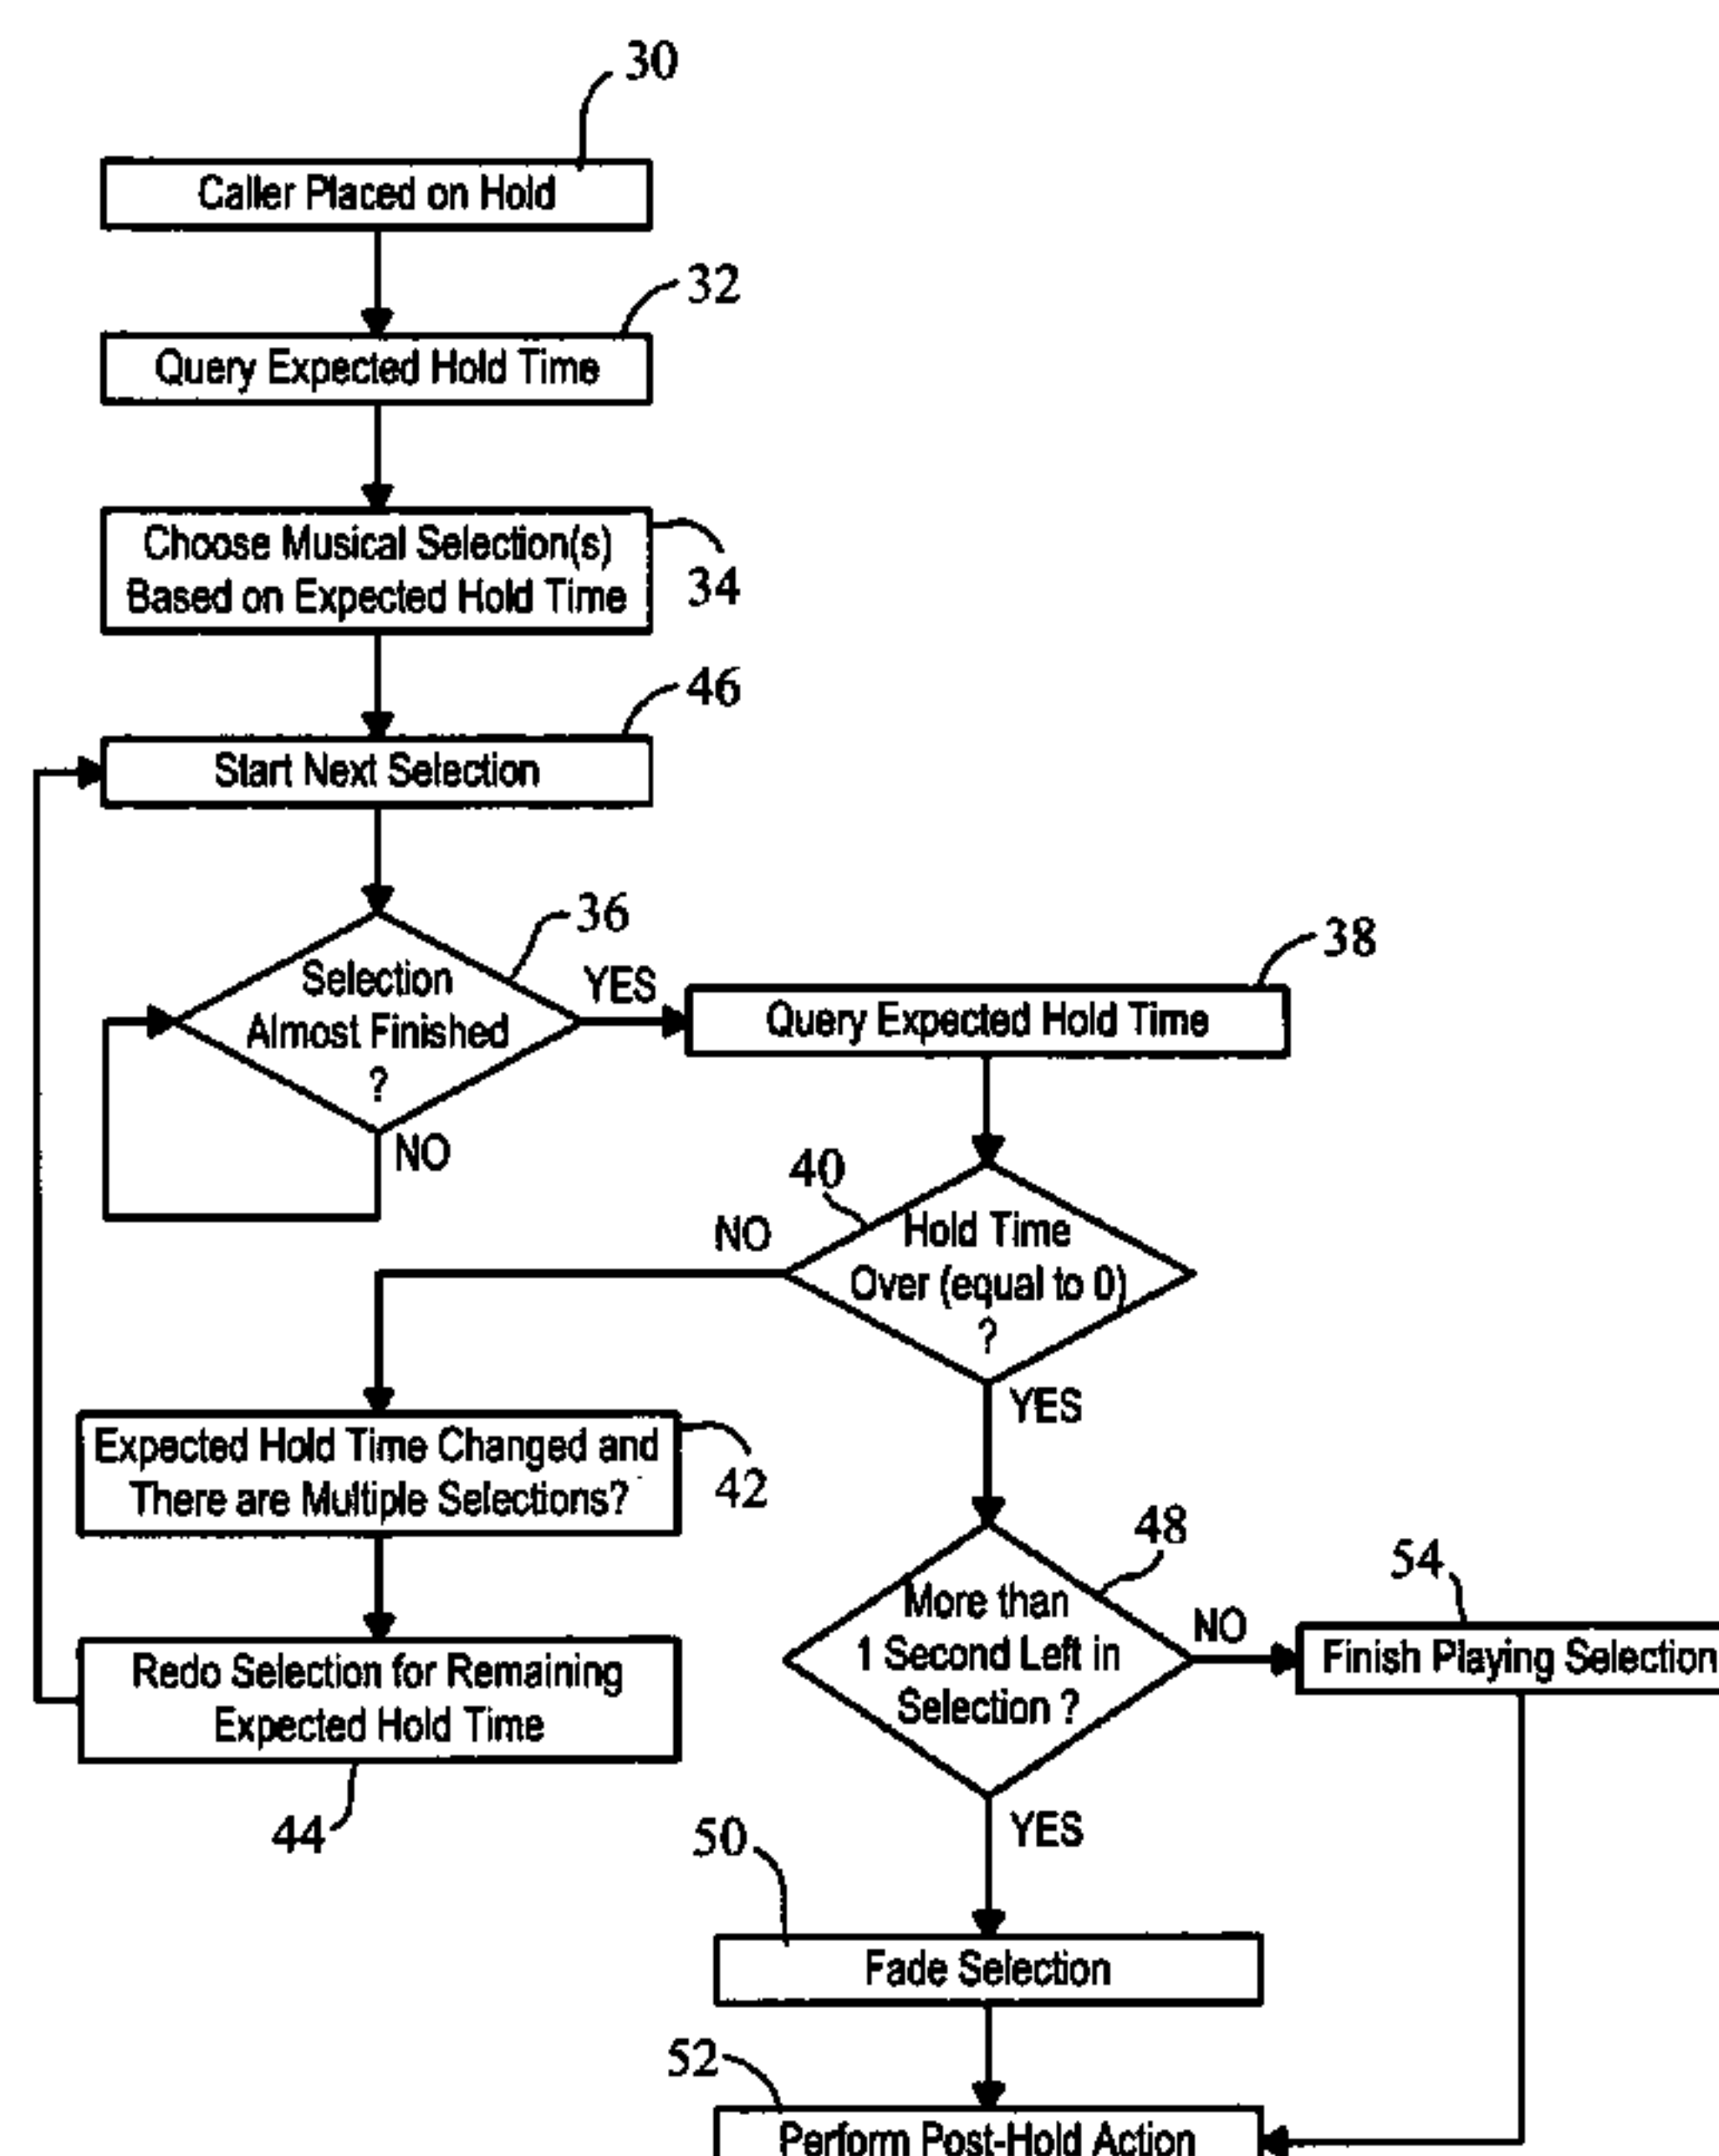 30
Caller Placed on Hold
32
Query Expected Hold Time
Choose Musical Selection(s)
Based on Expected Hold Time
34
46
Start Next Selection
36
Selection
Almost Finished
?
YES
NO
38
Query Expected Hold Time
40
Hold Time
Over (equal to 0)
?
NO
YES
Expected Hold Time Changed and
There are Multiple Selections?
42
Redo Selection for Remaining
Expected Hold Time
44
48
More than
1 Second Left in
Selection ?
NO
YES
54
Finish Playing Selection
50
Fade Selection
52
Perform Post-Hold Action